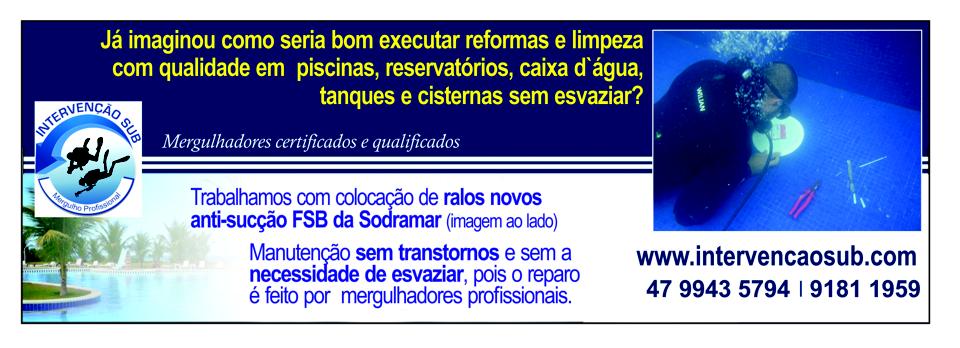 Já imaginou como seria bom executar reformas e limpeza
com qualidade em piscinas, reservatórios, caixa d`água,
tanques e cisternas sem esvaziar?
INTERVENÇÃO SUB
Mergulho Profissional
Mergulhadores certificados e qualificados
WILIAN
Trabalhamos com colocação de ralos novos
anti-sucção FSB da Sodramar (imagem ao lado)
Manutenção sem transtornos e sem a
necessidade de esvaziar, pois o reparo
é feito por mergulhadores profissionais.
www.intervencaosub.com
47 9943 5794 | 9181 1959